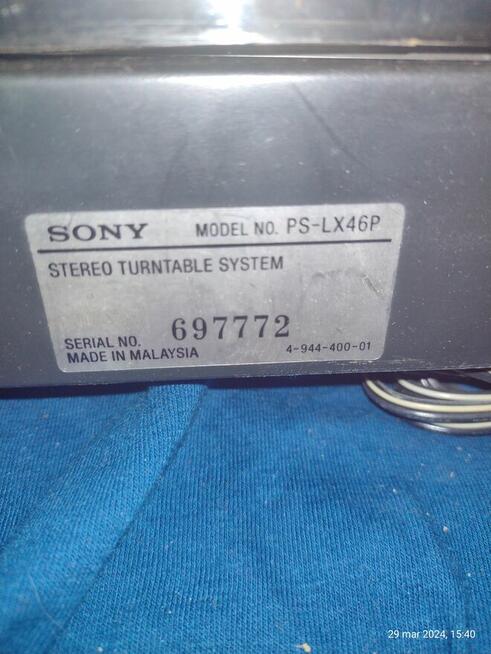 SONY MODEL NO. PS-LX46P
STEREO TURNTABLE SYSTEM
SERIAL NO. 697772
MADE IN MALAYSIA 4-944-400-01
29 mar 2024, 15:40